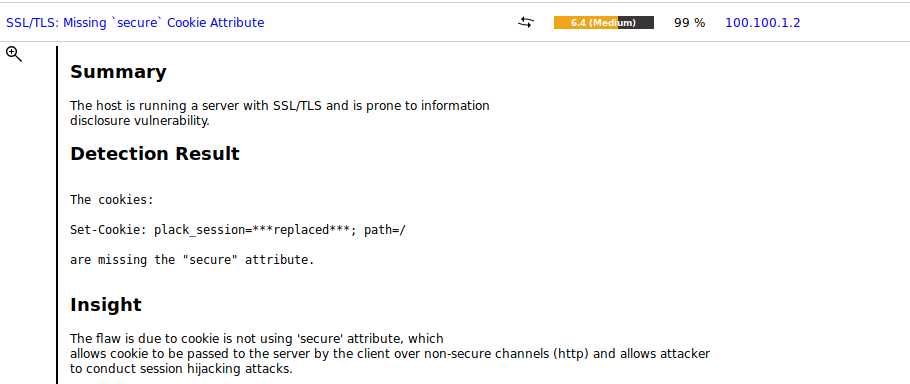 SSL/TLS: Missing `secure` Cookie Attribute 6.4 (Medium) 99 % 100.100.1.2
Summary
The host is running a server with SSL/TLS and is prone to information
disclosure vulnerability.
Detection Result
The cookies:
Set-Cookie: plack_session=***replaced***; path=/
are missing the "secure" attribute.
Insight
The flaw is due to cookie is not using 'secure' attribute, which
allows cookie to be passed to the server by the client over non-secure channels (http) and allows attacker
to conduct session hijacking attacks.